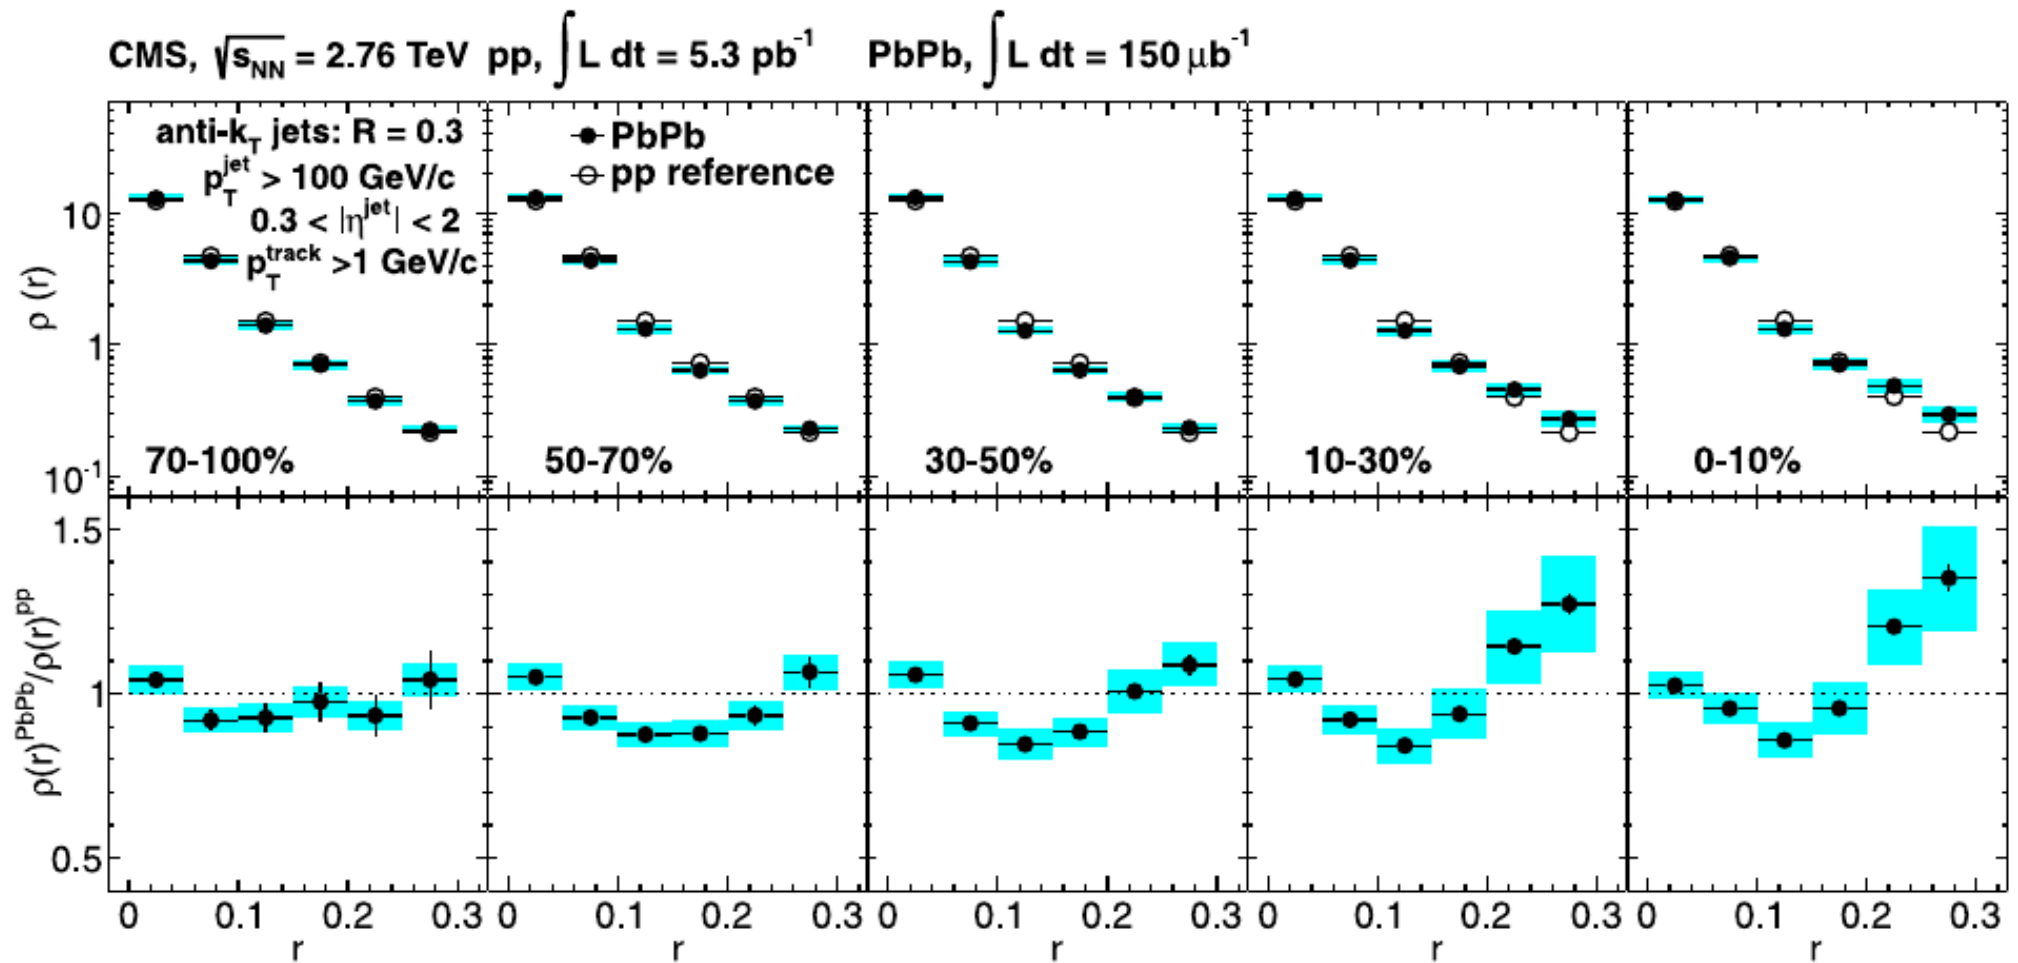 CMS, √s_NN = 2.76 TeV pp, ∫L dt = 5.3 pb⁻¹ PbPb, ∫L dt = 150 μb⁻¹
anti-k_T jets: R = 0.3
p_T^jet > 100 GeV/c
0.3 < |η^jet| < 2
p_T^track >1 GeV/c
PbPb
pp reference
ρ (r)
10
1
10⁻¹
70-100%
50-70%
30-50%
10-30%
0-10%
ρ(r)^PbPb/ρ(r)^pp
1.5
1
0.5
0 0.1 0.2 0.3 0 0.1 0.2 0.3 0 0.1 0.2 0.3 0 0.1 0.2 0.3 0 0.1 0.2 0.3
r r r r r